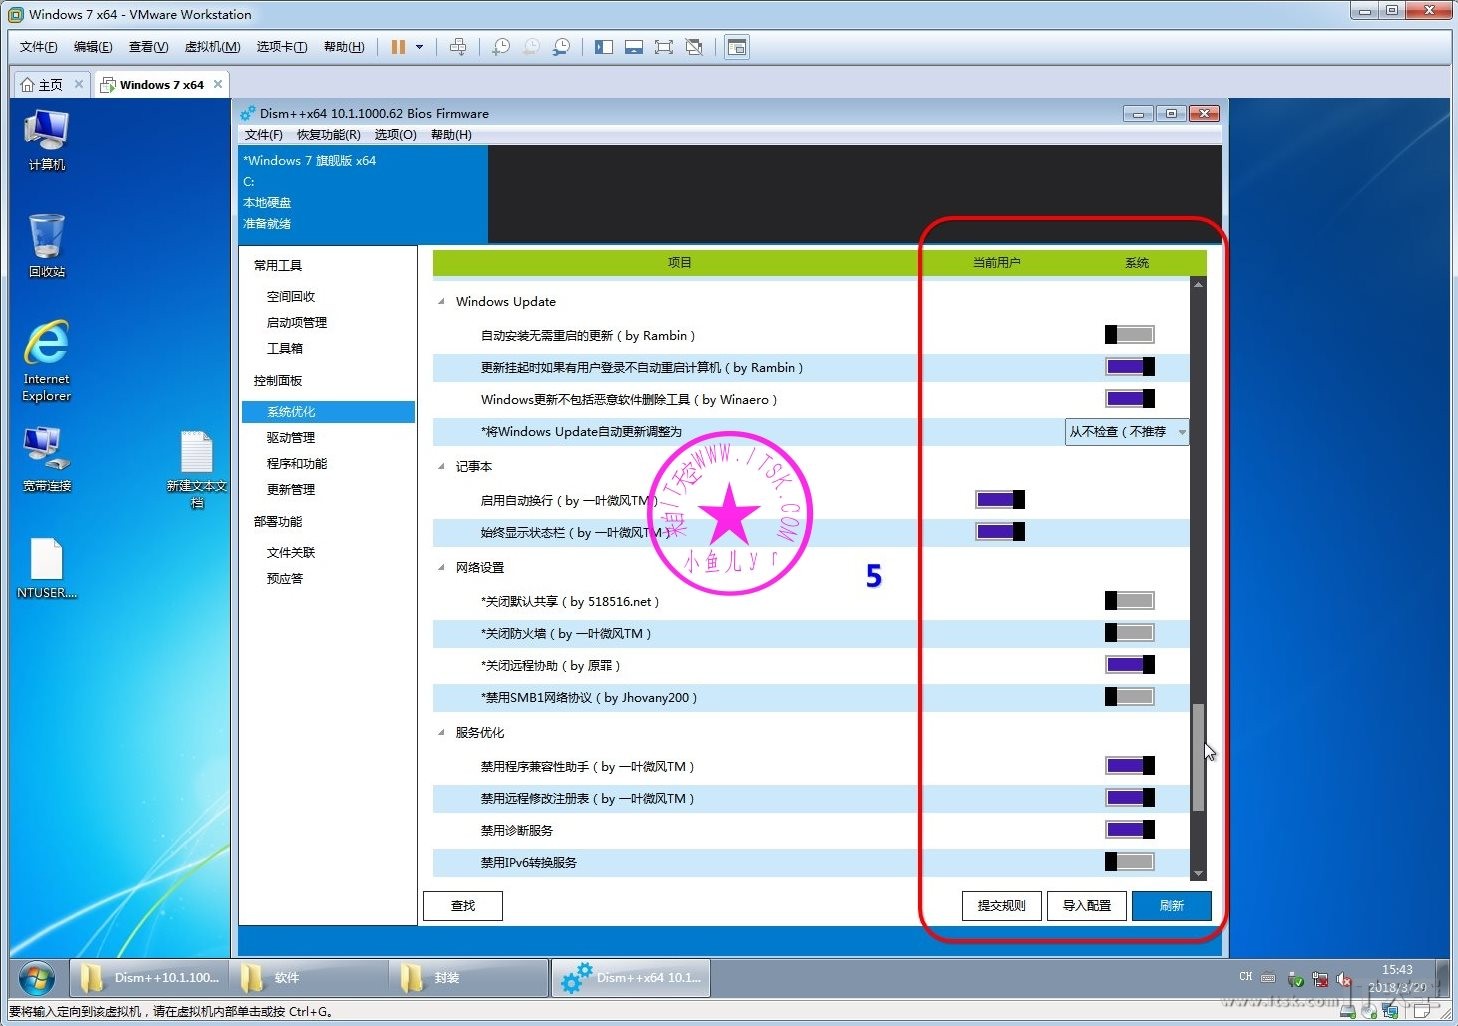 Windows 7 x64 - VMware Workstation
文件(F) 编辑(E) 查看(V) 虚拟机(M) 选项卡(T) 帮助(H)
主页 Windows 7 x64
计算机
回收站
Internet
Explorer
宽带连接
新建文本文
档
NTUSER....
Dism++x64 10.1.1000.62 Bios Firmware
文件(F) 恢复功能(R) 选项(O) 帮助(H)
*Windows 7 旗舰版 x64
C:
本地硬盘
准备就绪
常用工具
空间回收
启动项管理
工具箱
控制面板
系统优化
驱动管理
程序和功能
更新管理
部署功能
文件关联
预应答
项目 当前用户 系统
Windows Update
自动安装无需重启的更新（by Rambin）
更新挂起时如果有用户登录不自动重启计算机（by Rambin）
Windows更新不包括恶意软件删除工具（by Winaero）
*将Windows Update自动更新调整为 从不检查（不推荐
记事本
启用自动换行（by 一叶微风TM）
始终显示状态栏（by 一叶微风TM）
网络设置
*关闭默认共享（by 518516.net）
*关闭防火墙（by 一叶微风TM）
*关闭远程协助（by 原罪）
*禁用SMB1网络协议（by Jhovany200）
服务优化
禁用程序兼容性助手（by 一叶微风TM）
禁用远程修改注册表（by 一叶微风TM）
禁用诊断服务
禁用IPv6转换服务
来自IT天空WWW.ITSK.COM
小鱼儿yr
5
查找 提交规则 导入配置 刷新
Dism++10.1.100... 软件 封装 Dism++x64 10.1...
CH
15:43
2018/3/20
www.itsk.com
要将输入定向到该虚拟机，请在虚拟机内部单击或按 Ctrl+G。